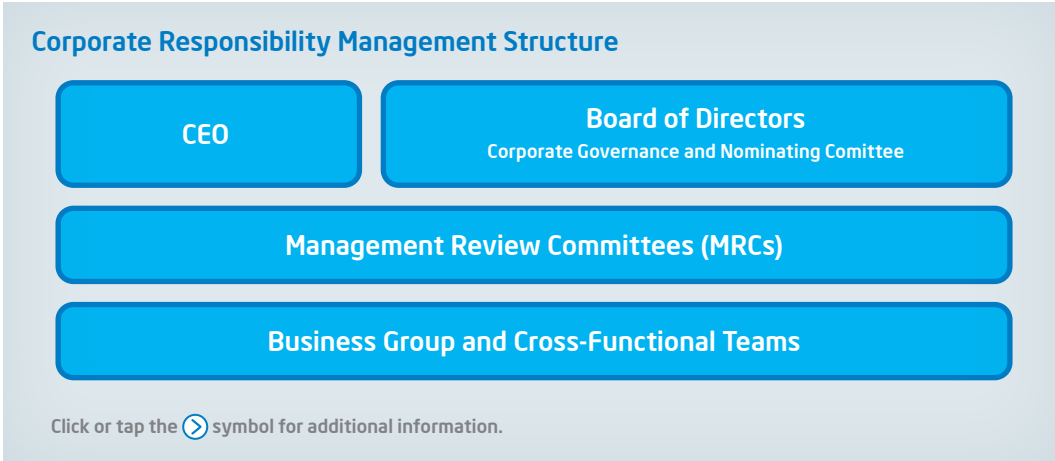 Corporate Responsibility Management Structure
CEO
Board of Directors
Corporate Governance and Nominating Comittee
Management Review Committees (MRCs)
Business Group and Cross-Functional Teams
Click or tap the symbol for additional information.